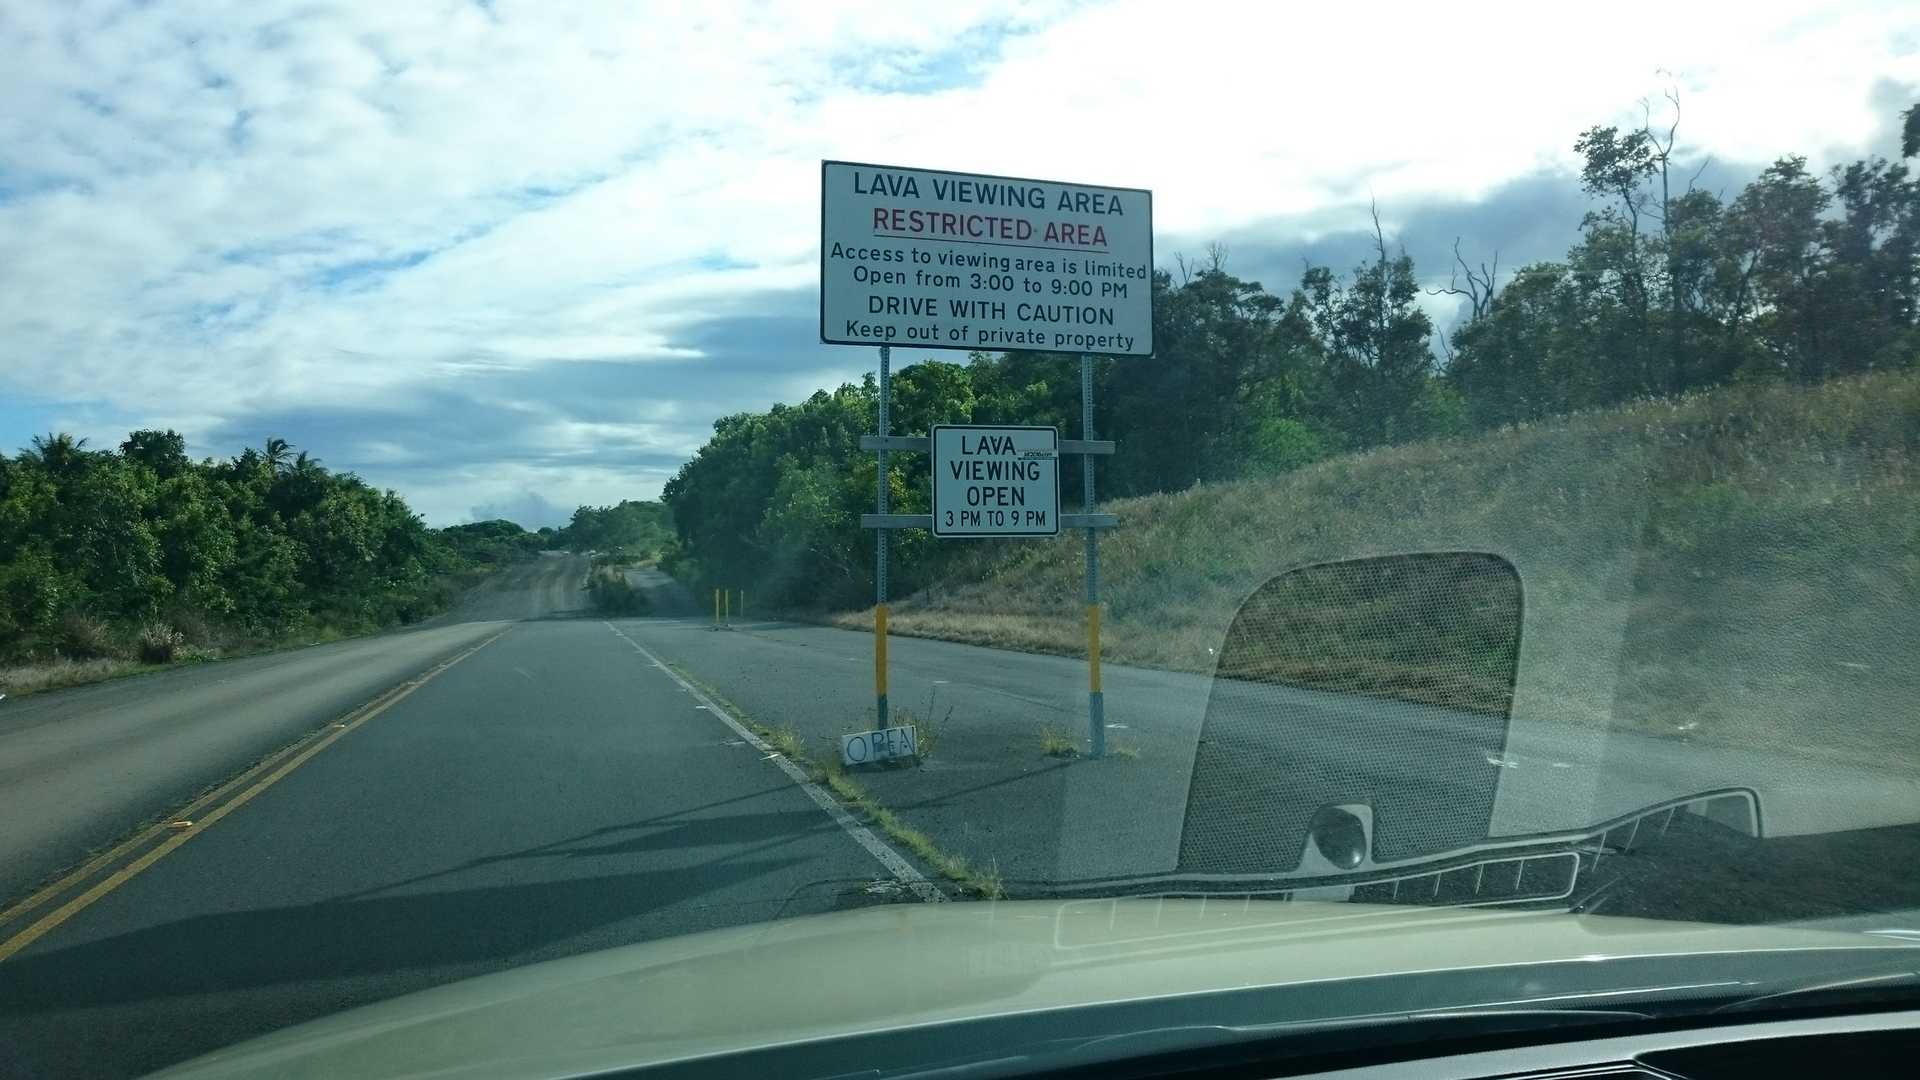 LAVA VIEWING AREA
RESTRICTED AREA
Access to viewing area is limited
Open from 3:00 to 9:00 PM
DRIVE WITH CAUTION
Keep out of private property
LAVA
VIEWING
OPEN
3 PM TO 9 PM
OPEN